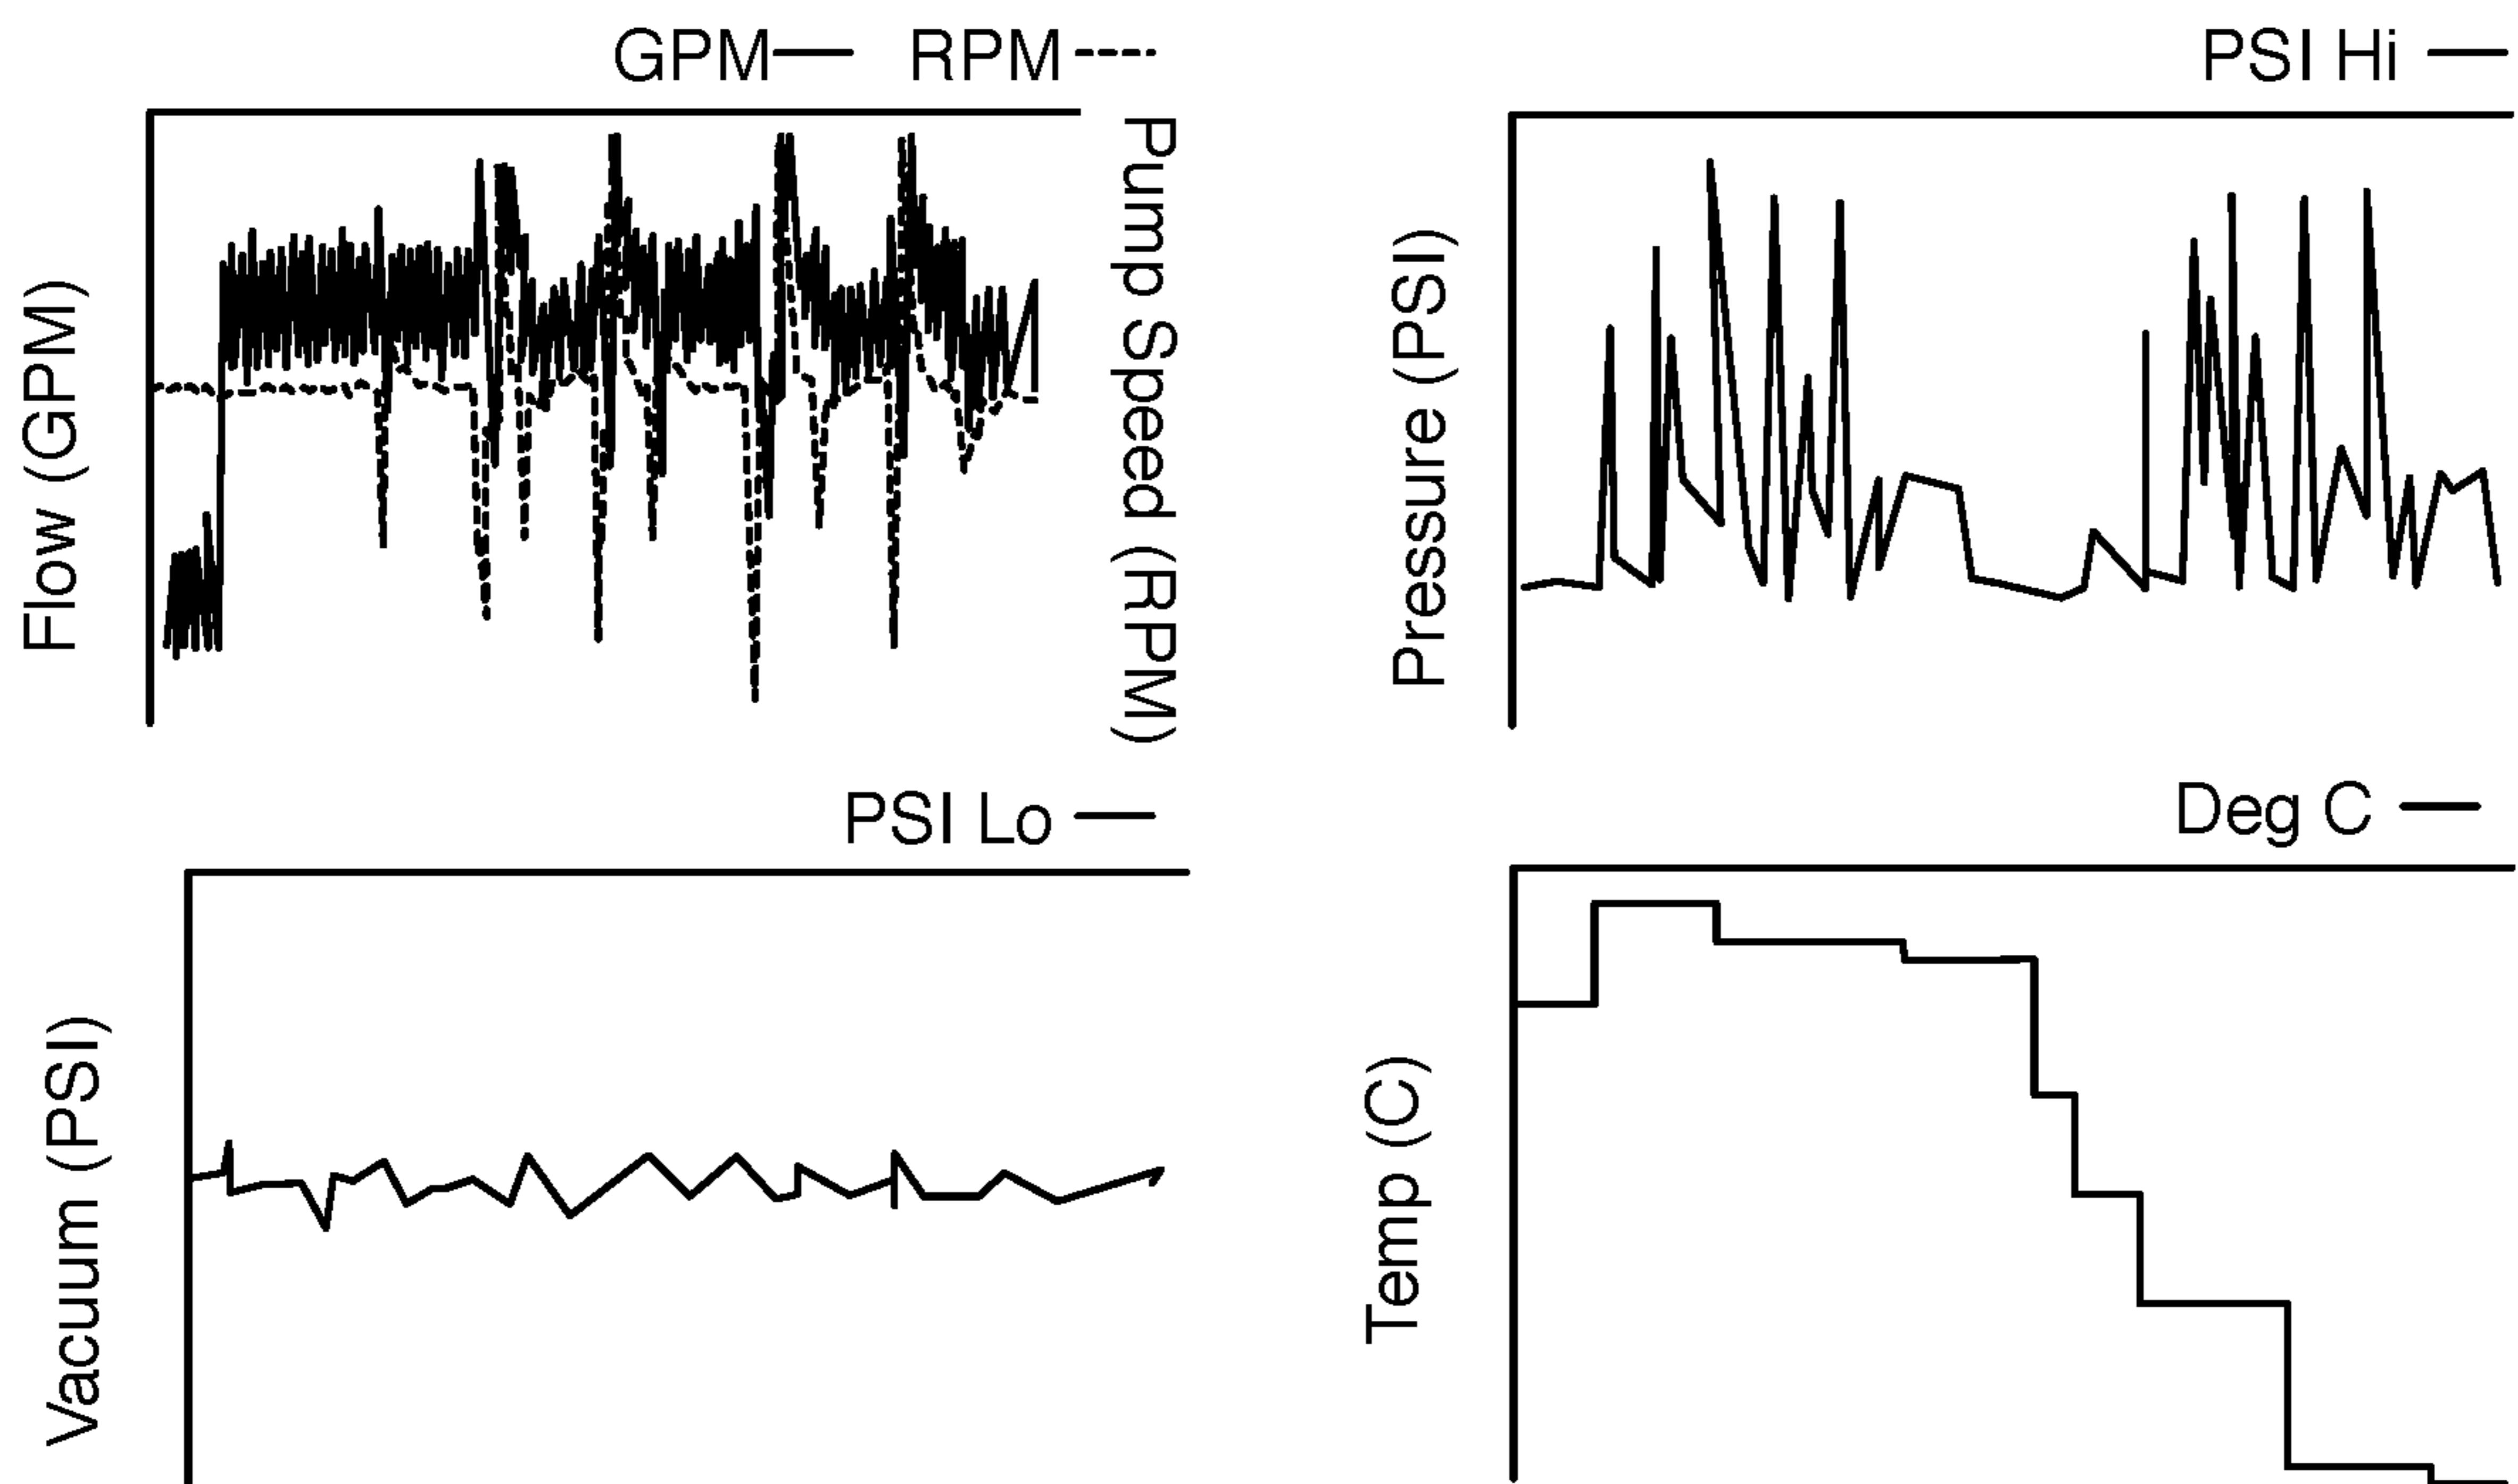 GPM RPM
Flow (GPM)
Pump Speed (RPM)
PSI Hi
Pressure (PSI)
PSI Lo
Vacuum (PSI)
Deg C
Temp (C)